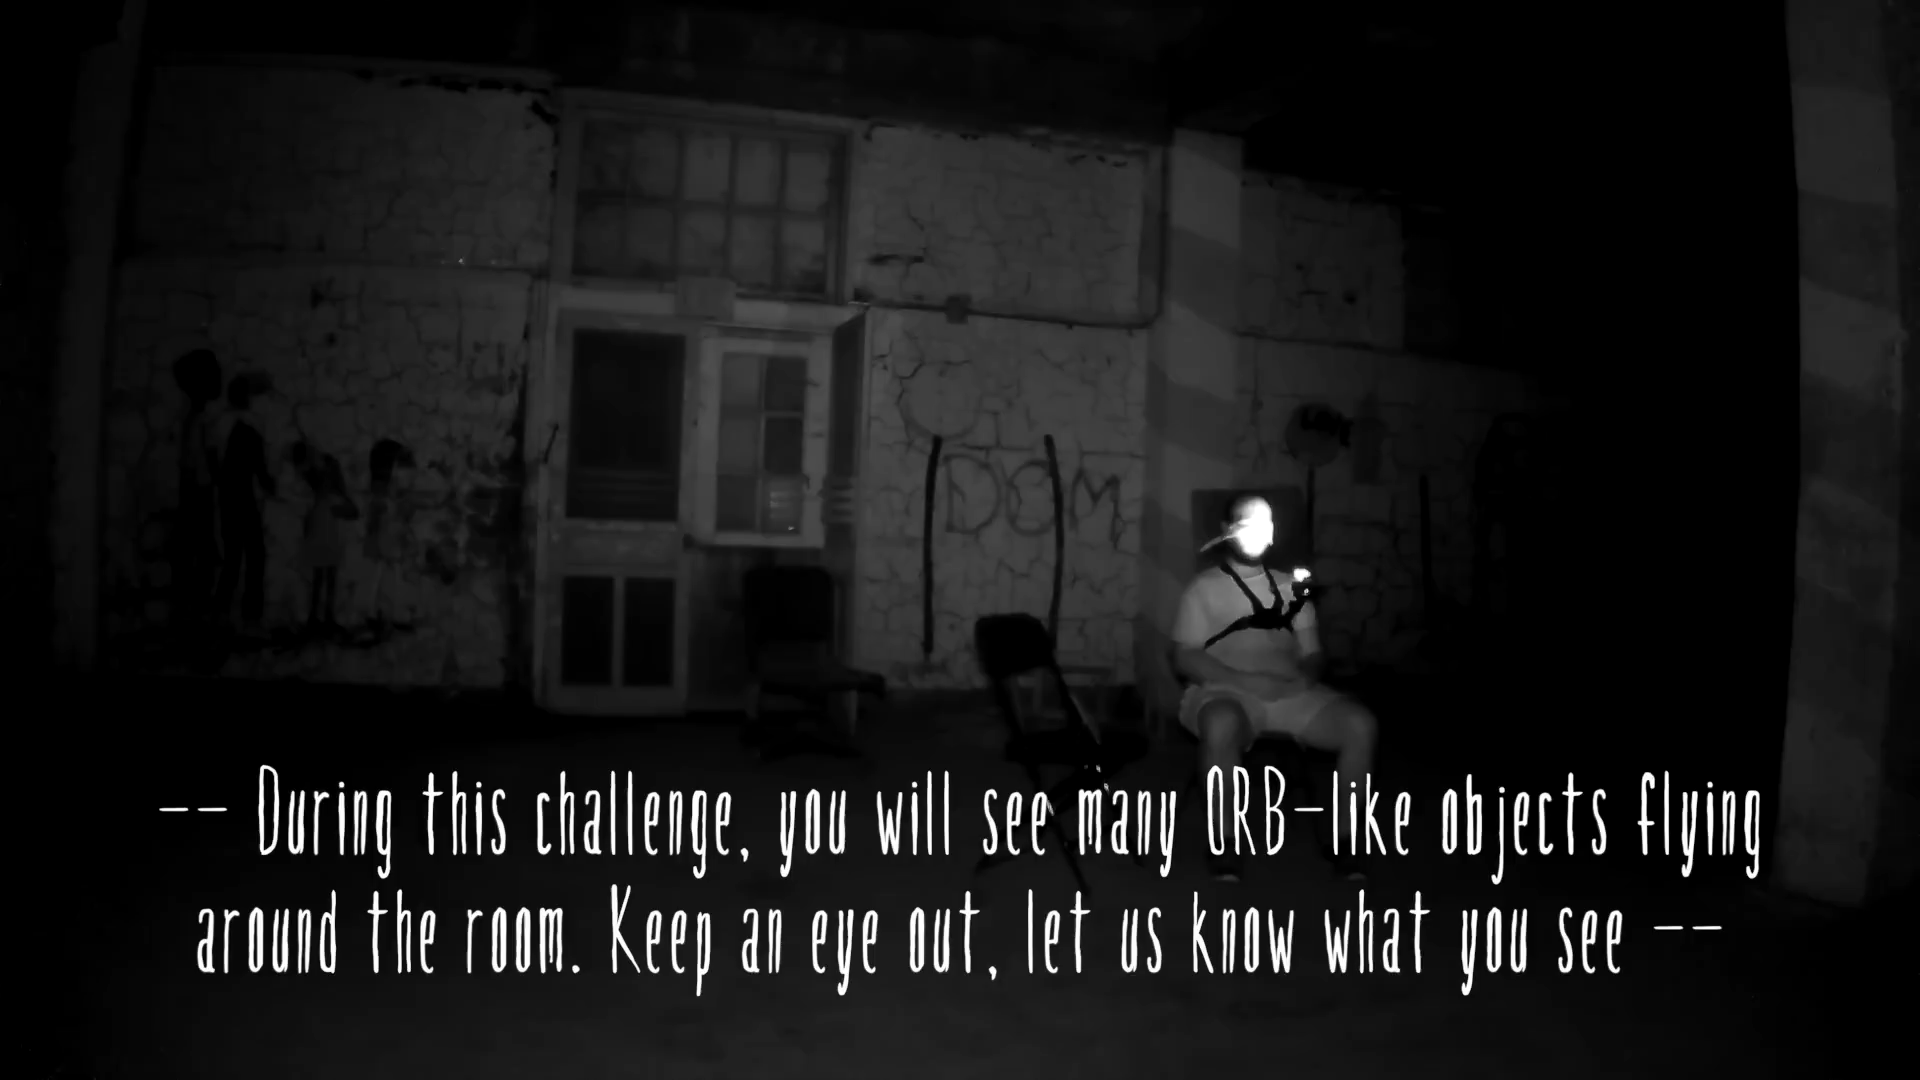 DOM
-- During this challenge, you will see many ORB-like objects flying
around the room. Keep an eye out, let us know what you see --